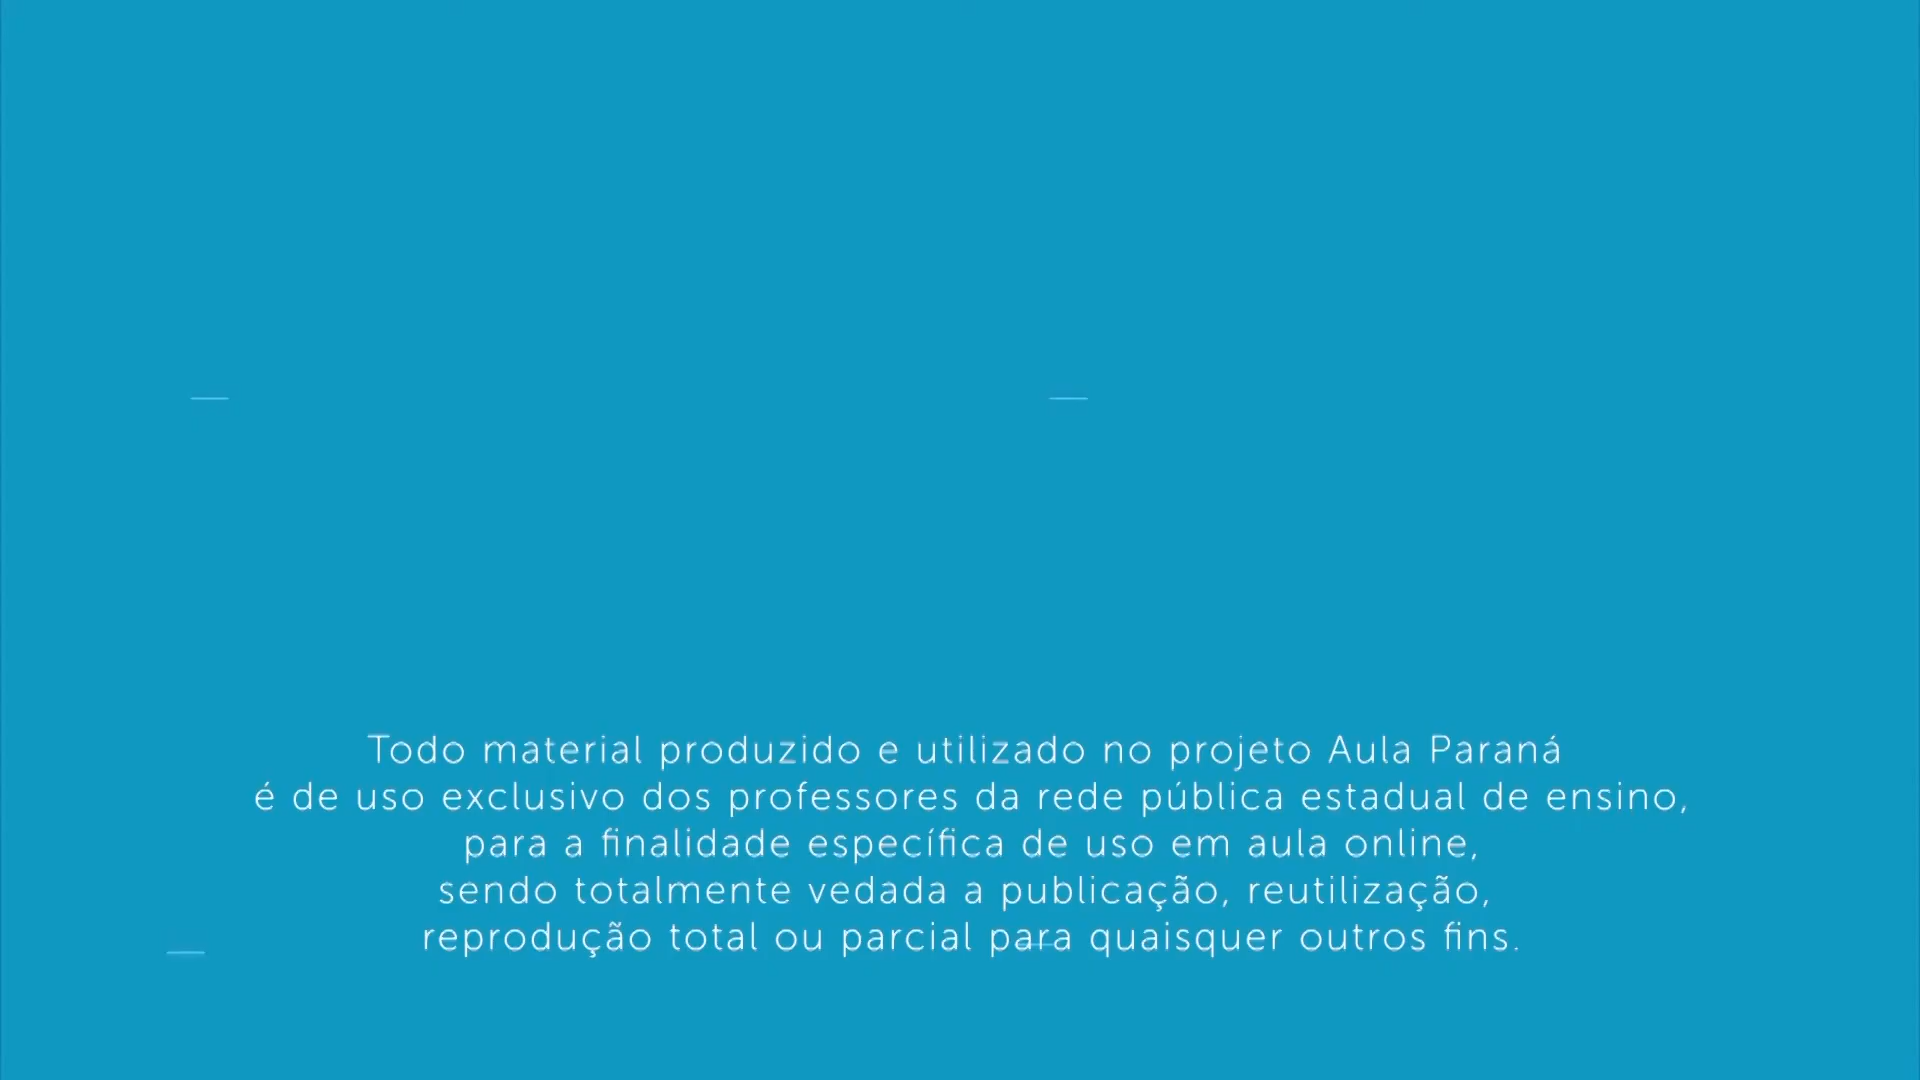 Todo material produzido e utilizado no projeto Aula Paraná
é de uso exclusivo dos professores da rede pública estadual de ensino,
para a finalidade específica de uso em aula online,
sendo totalmente vedada a publicação, reutilização,
reprodução total ou parcial para quaisquer outros fins.